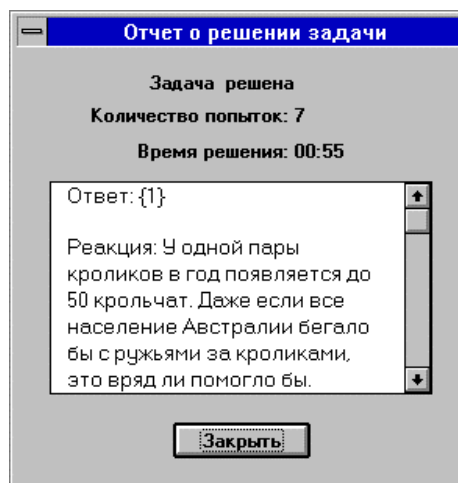 Отчет о решении задачи
Задача решена
Количество попыток: 7
Время решения: 00:55
Ответ: {1}
Реакция: У одной пары
кроликов в год появляется до
50 крольчат. Даже если все
население Австралии бегало
бы с ружьями за кроликами,
это вряд ли помогло бы.
Закрыть